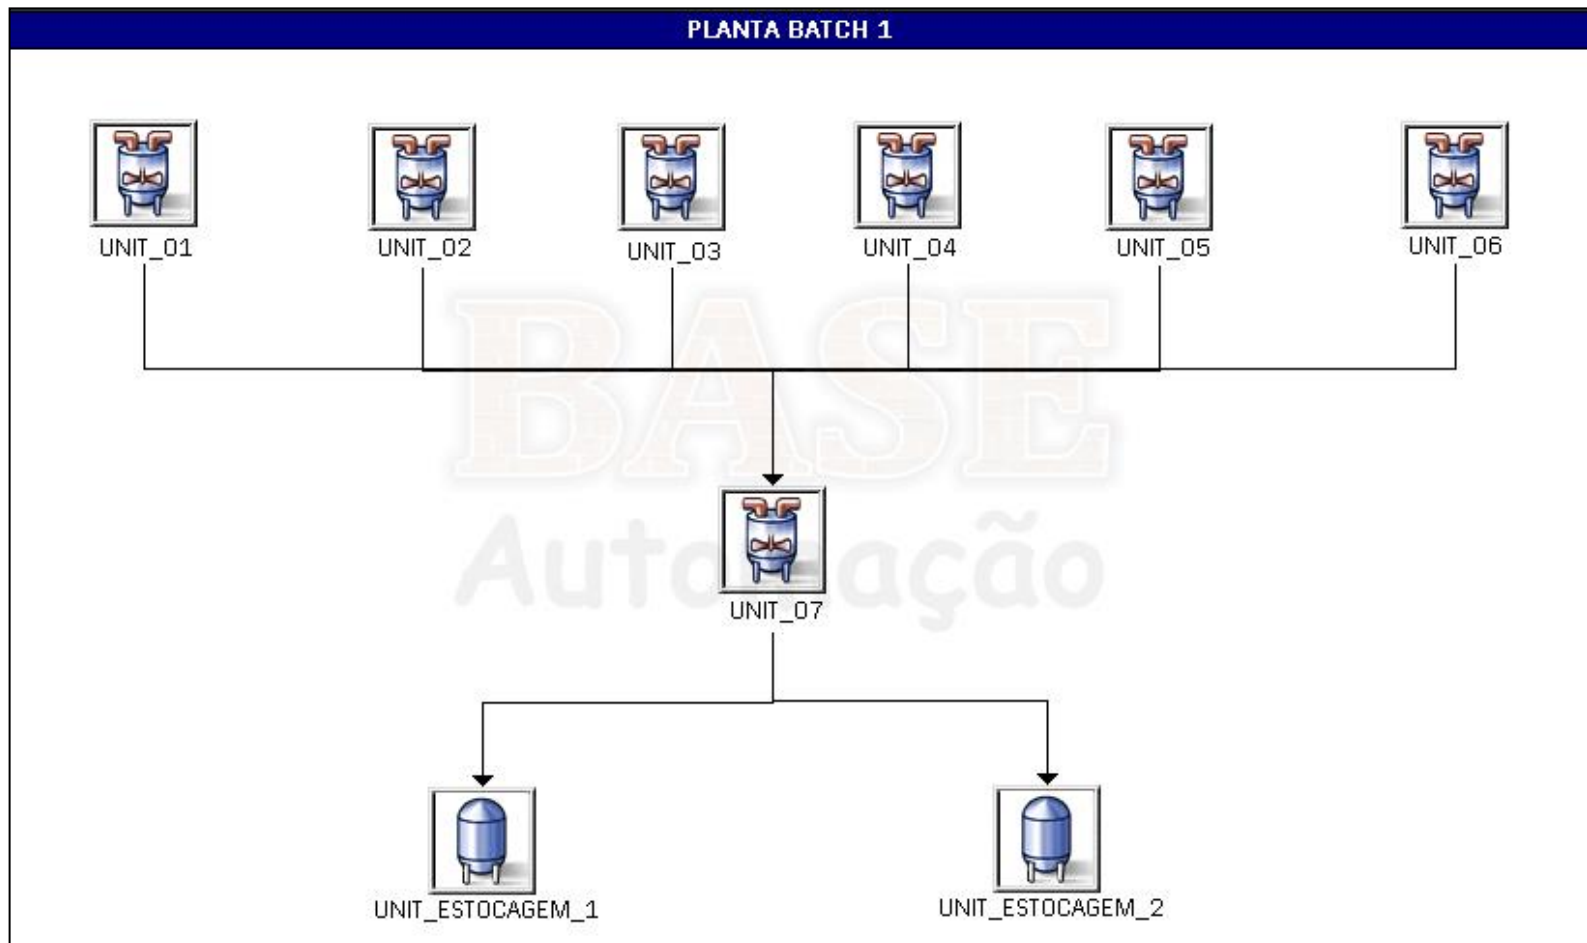 PLANTA BATCH 1
UNIT_01
UNIT_02
UNIT_03
UNIT_04
UNIT_05
UNIT_06
BASE
Automação
UNIT_07
UNIT_ESTOCAGEM_1
UNIT_ESTOCAGEM_2